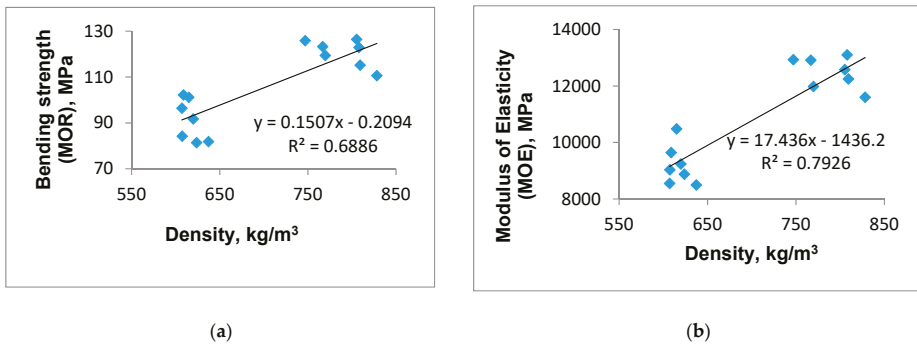 Bending strength
(MOR), MPa
130
110
90
70
550
650
750
850
y = 0.1507x - 0.2094
R² = 0.6886
Density, kg/m³
(a)
Modulus of Elasticity
(MOE), MPa
14000
12000
10000
8000
550
650
750
850
y = 17.436x - 1436.2
R² = 0.7926
Density, kg/m³
(b)